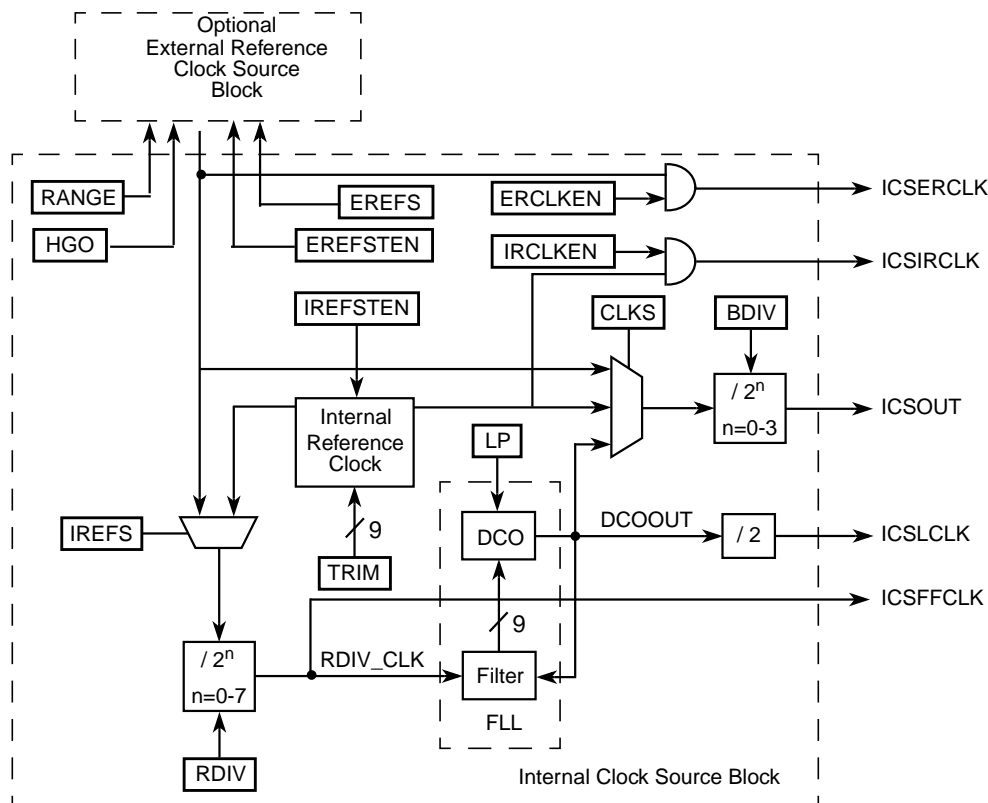 Optional
External Reference
Clock Source
Block
RANGE
HGO
EREFS
EREFSTEN
ERCLKEN
IRCLKEN
ICSERCLK
ICSIRCLK
IREFSTEN
CLKS
BDIV
Internal
Reference
Clock
/ 2n
n=0-3
ICSOUT
LP
IREFS
9
TRIM
DCO
DCOOUT
/ 2
ICSLCLK
ICSFFCLK
9
/ 2n
n=0-7
RDIV_CLK
Filter
FLL
RDIV
Internal Clock Source Block